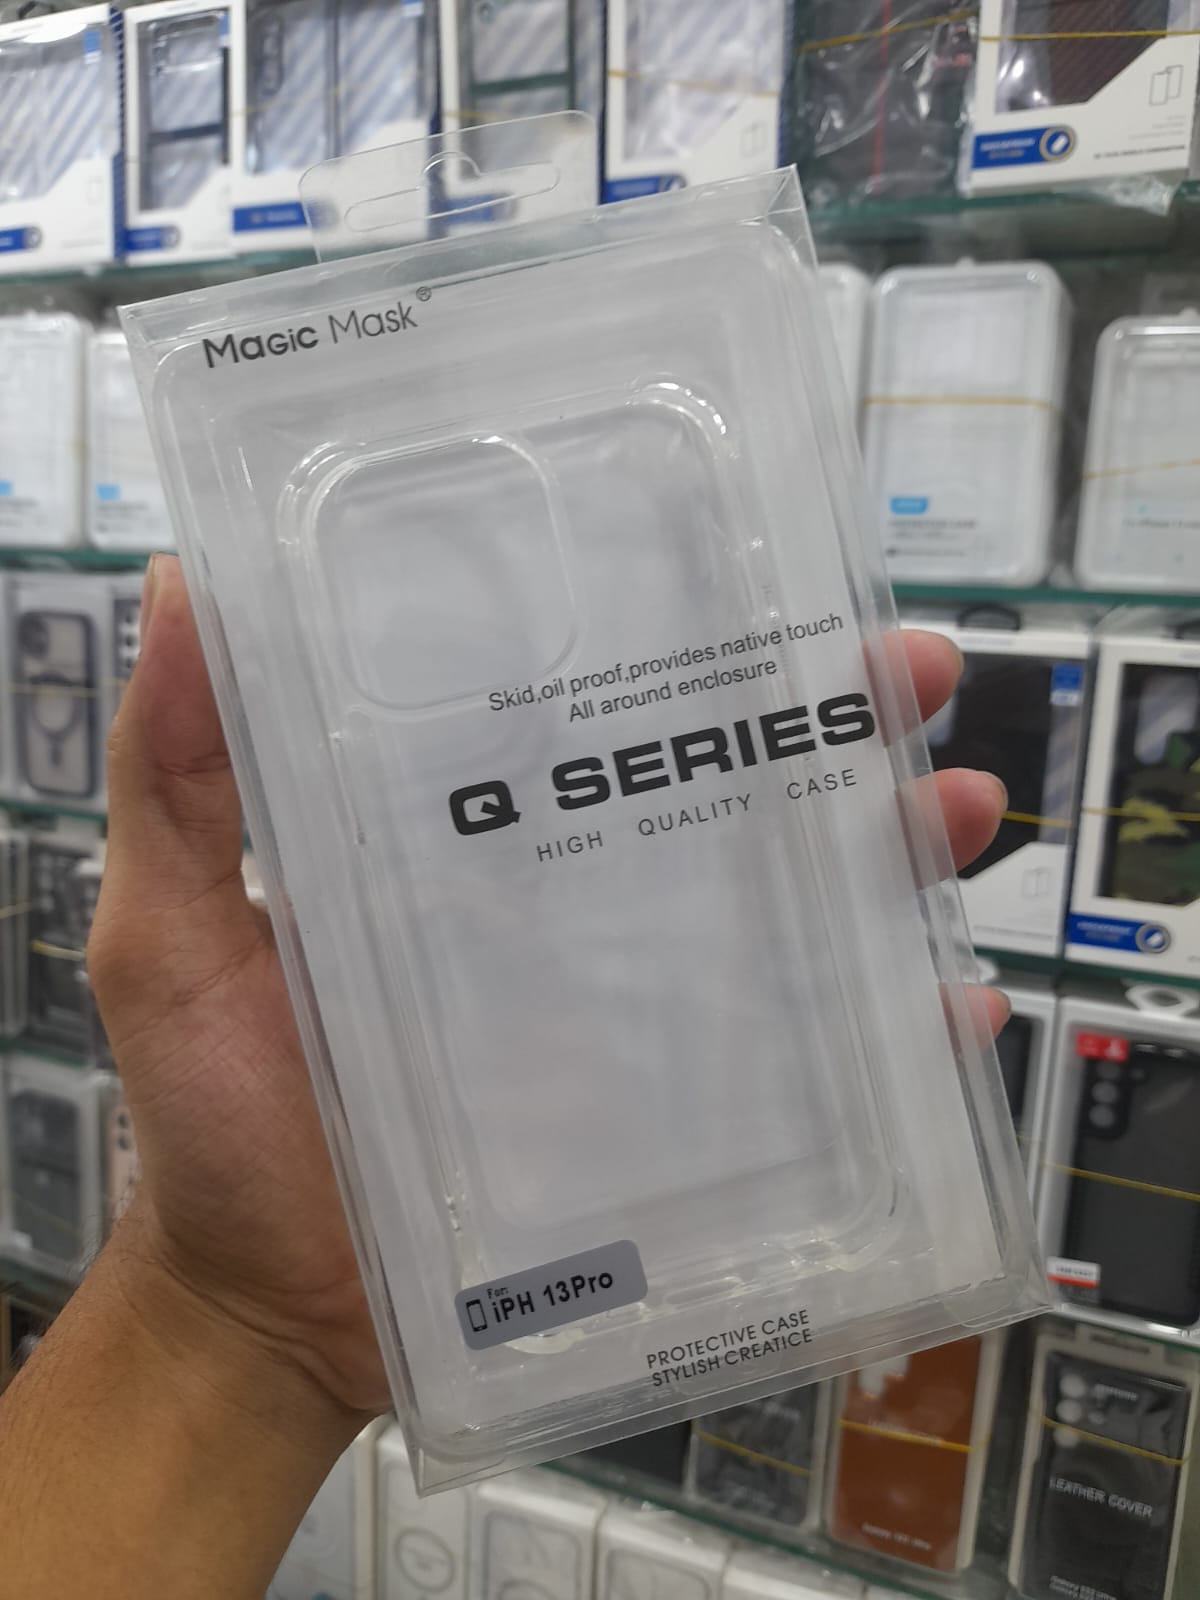 Magic Mask®
Skid,oil proof,provides native touch
All around enclosure
Q SERIES
HIGH QUALITY CASE
For:
iPH 13Pro
PROTECTIVE CASE
STYLISH CREATICE
LEATHER COVER